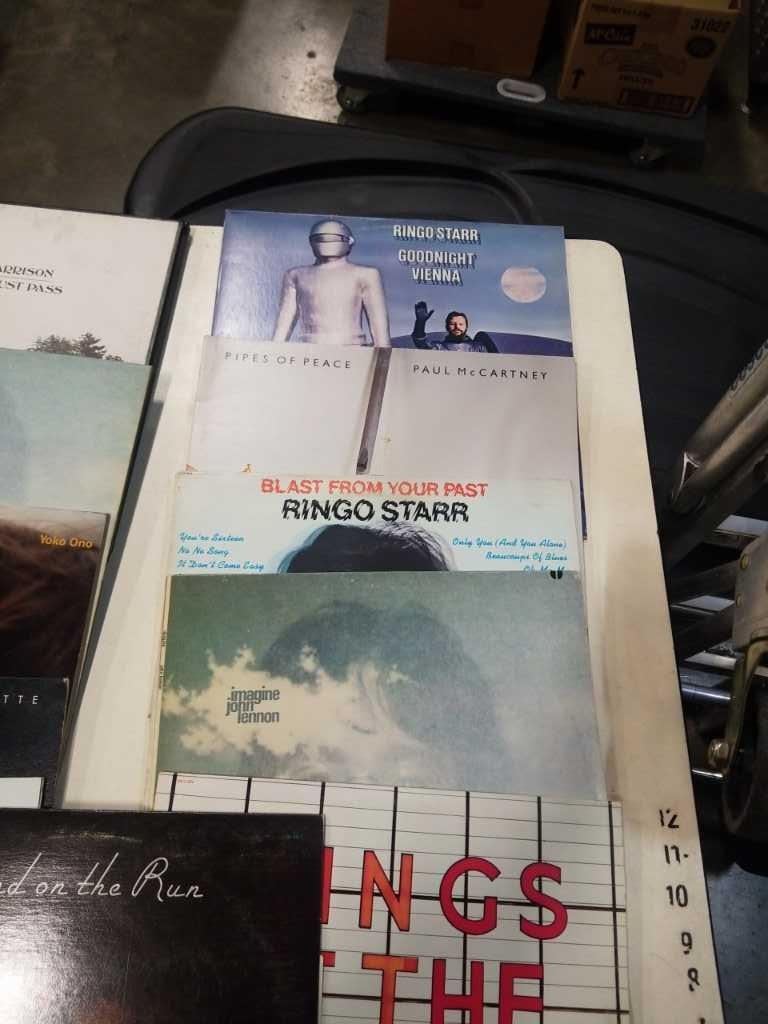 31022
RINGO STARR
GOODNIGHT
VIENNA
ARRISON
UST PASS
PIPES OF PEACE
PAUL McCARTNEY
BLAST FROM YOUR PAST
RINGO STARR
You're Sixteen
No No Song
It Don't Come Easy
Only You (And You Alone)
Beaucoups Of Blues
Yoko Ono
imagine
john
lennon
TTE
d on the Run
INGS
THE
12
11
10
9
8